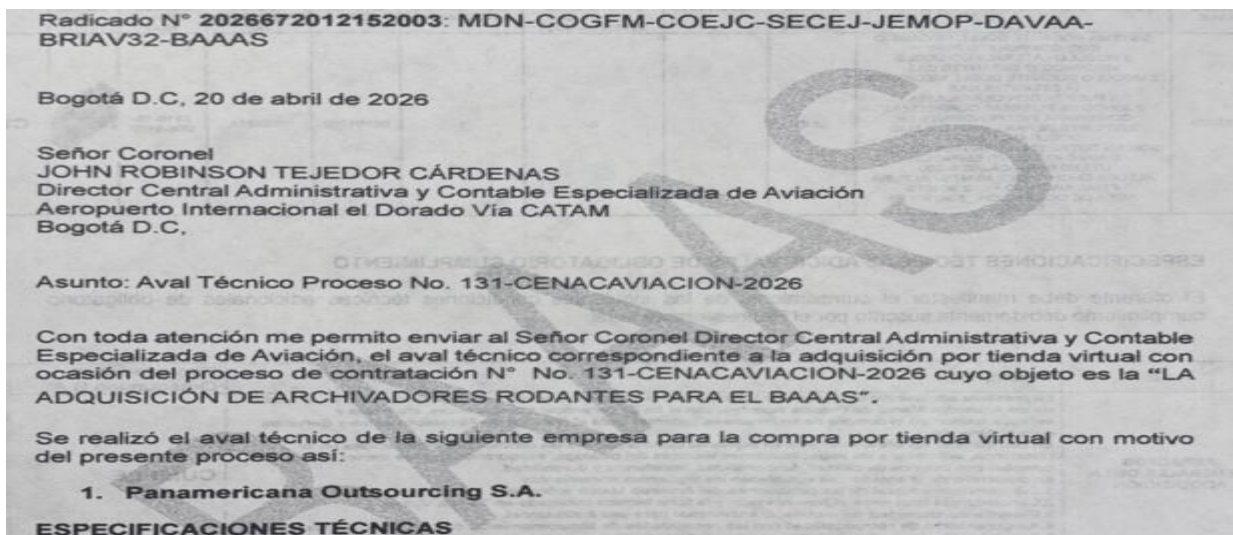 Radicado N° 2026672012152003: MDN-COGFM-COEJC-SECEJ-JEMOP-DAVAA-
BRIAV32-BAAAS
Bogotá D.C, 20 de abril de 2026
Señor Coronel
JOHN ROBINSON TEJEDOR CÁRDENAS
Director Central Administrativa y Contable Especializada de Aviación
Aeropuerto Internacional el Dorado Vía CATAM
Bogotá D.C,
Asunto: Aval Técnico Proceso No. 131-CENACAVIACION-2026
Con toda atención me permito enviar al Señor Coronel Director Central Administrativa y Contable
Especializada de Aviación, el aval técnico correspondiente a la adquisición por tienda virtual con
ocasión del proceso de contratación N° No. 131-CENACAVIACION-2026 cuyo objeto es la “LA
ADQUISICIÓN DE ARCHIVADORES RODANTES PARA EL BAAAS”.
Se realizó el aval técnico de la siguiente empresa para la compra por tienda virtual con motivo
del presente proceso así:
1. Panamericana Outsourcing S.A.
ESPECIFICACIONES TÉCNICAS
BAAAS